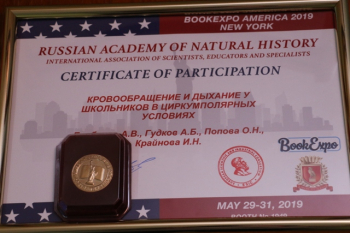 BOOKEXPO AMERICA 2019
NEW YORK
RUSSIAN ACADEMY OF NATURAL HISTORY
INTERNATIONAL ASSOCIATION OF SCIENTISTS, EDUCATORS AND SPECIALISTS
CERTIFICATE OF PARTICIPATION
КРОВООБРАЩЕНИЕ И ДЫХАНИЕ У
ШКОЛЬНИКОВ В ЦИРКУМПОЛЯРНЫХ
УСЛОВИЯХ
А.В., Гудков А.Б., Попова О.Н.,
Крайнова И.Н.
BookExpo
MAY 29-31, 2019